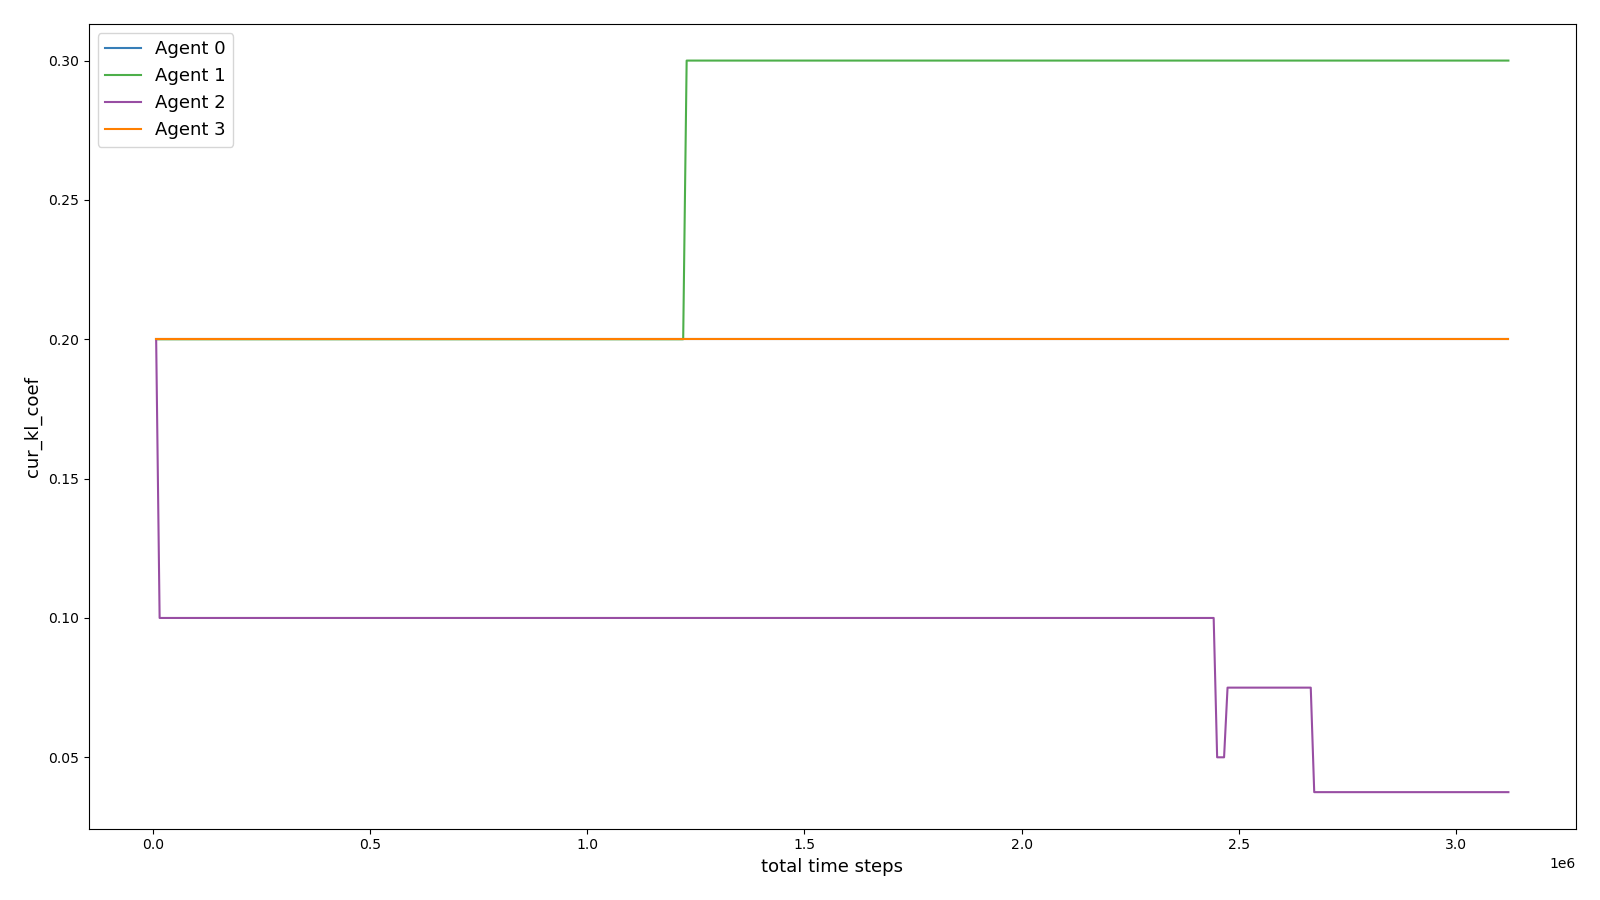 Agent 0
Agent 1
Agent 2
Agent 3
0.30
0.25
0.20
0.15
0.10
0.05
cur_kl_coef
0.0 0.5 1.0 1.5 2.0 2.5 3.0
1e6
total time steps